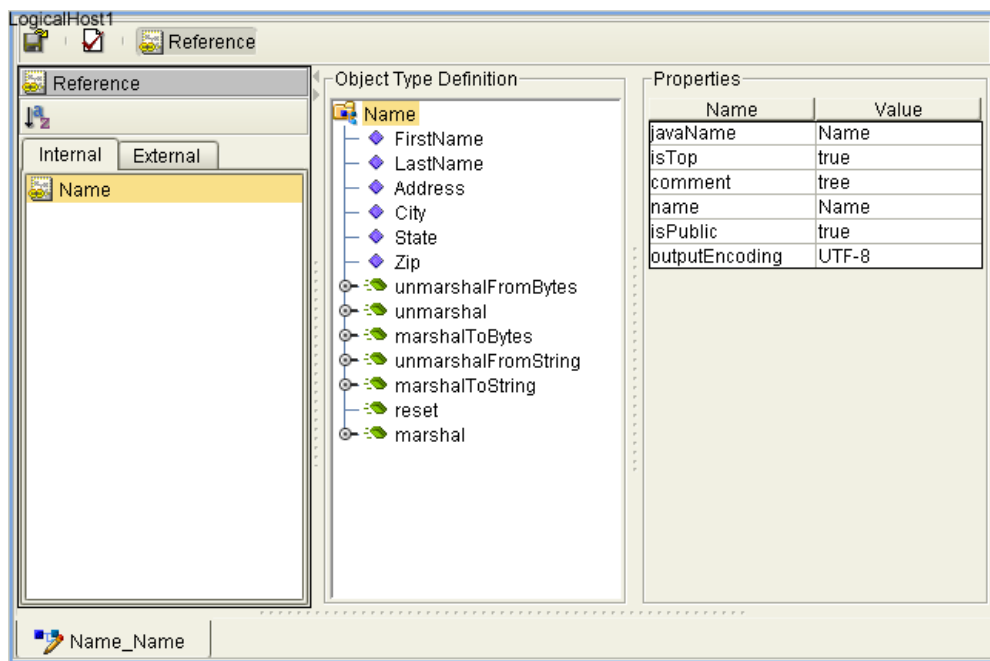 LogicalHost1
Reference
Reference
Internal External
Name
Object Type Definition
Name
FirstName
LastName
Address
City
State
Zip
unmarshalFromBytes
unmarshal
marshalToBytes
unmarshalFromString
marshalToString
reset
marshal
Properties
Name Value
javaName Name
isTop true
comment tree
name Name
isPublic true
outputEncoding UTF-8
Name_Name